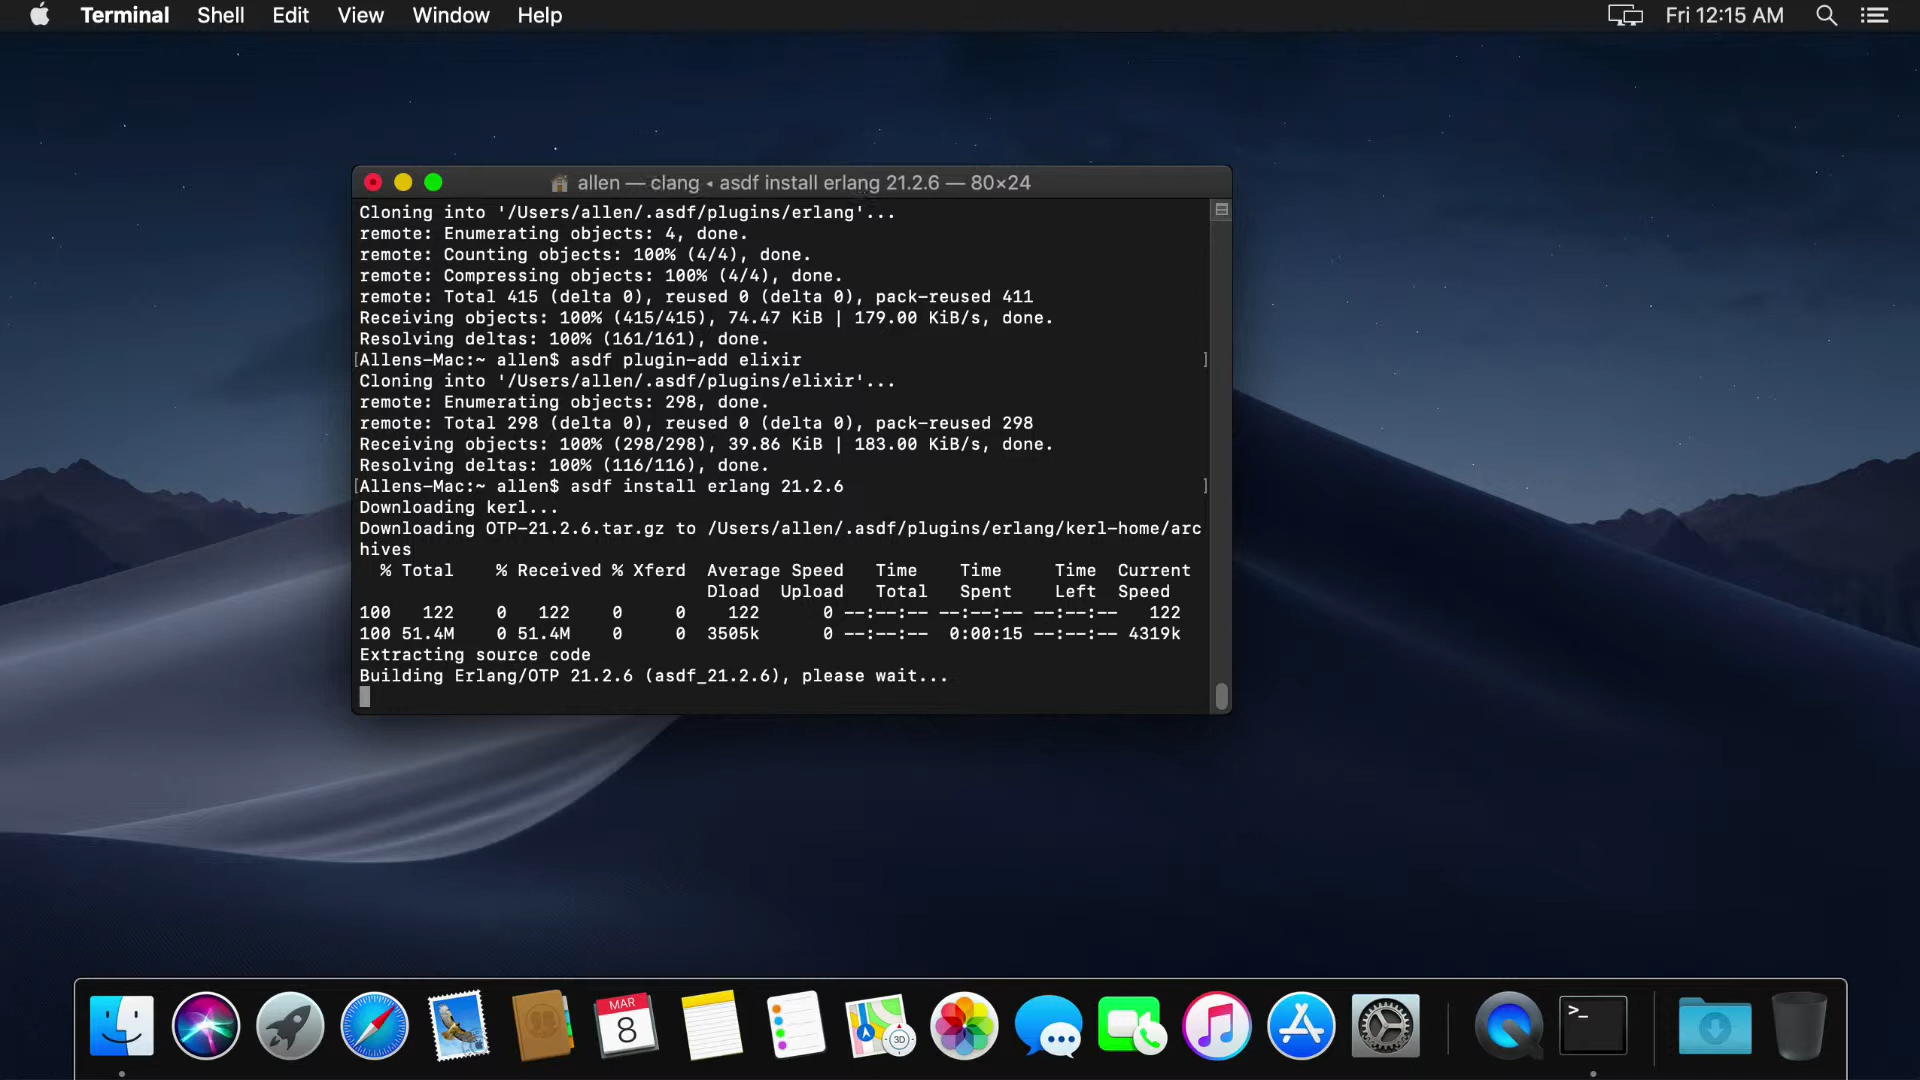 Terminal Shell Edit View Window Help
Fri 12:15 AM
allen — clang ◂ asdf install erlang 21.2.6 — 80×24
Cloning into '/Users/allen/.asdf/plugins/erlang'...
remote: Enumerating objects: 4, done.
remote: Counting objects: 100% (4/4), done.
remote: Compressing objects: 100% (4/4), done.
remote: Total 415 (delta 0), reused 0 (delta 0), pack-reused 411
Receiving objects: 100% (415/415), 74.47 KiB | 179.00 KiB/s, done.
Resolving deltas: 100% (161/161), done.
[Allens-Mac:~ allen$ asdf plugin-add elixir ]
Cloning into '/Users/allen/.asdf/plugins/elixir'...
remote: Enumerating objects: 298, done.
remote: Total 298 (delta 0), reused 0 (delta 0), pack-reused 298
Receiving objects: 100% (298/298), 39.86 KiB | 183.00 KiB/s, done.
Resolving deltas: 100% (116/116), done.
[Allens-Mac:~ allen$ asdf install erlang 21.2.6 ]
Downloading kerl...
Downloading OTP-21.2.6.tar.gz to /Users/allen/.asdf/plugins/erlang/kerl-home/arc
hives
% Total % Received % Xferd Average Speed Time Time Time Current
Dload Upload Total Spent Left Speed
100 122 0 122 0 0 122 0 --:--:-- --:--:-- --:--:-- 122
100 51.4M 0 51.4M 0 0 3505k 0 --:--:-- 0:00:15 --:--:-- 4319k
Extracting source code
Building Erlang/OTP 21.2.6 (asdf_21.2.6), please wait...
MAR
8
3D
>_